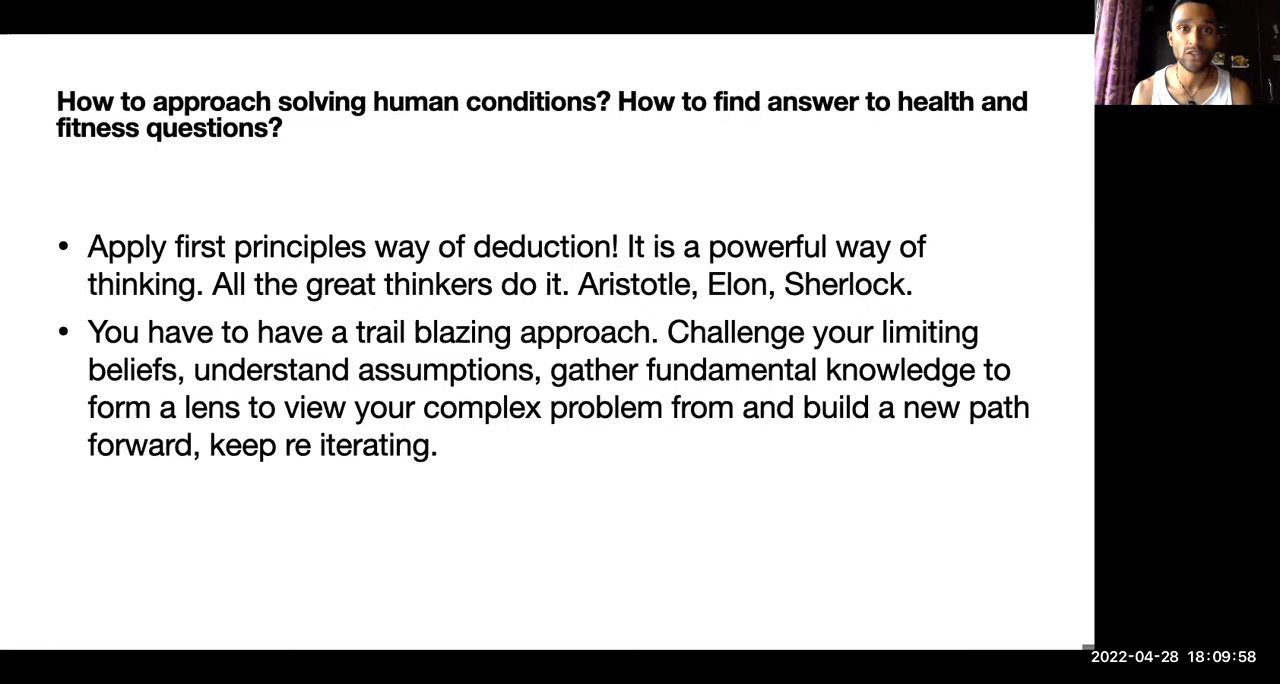 How to approach solving human conditions? How to find answer to health and
fitness questions?
• Apply first principles way of deduction! It is a powerful way of
thinking. All the great thinkers do it. Aristotle, Elon, Sherlock.
• You have to have a trail blazing approach. Challenge your limiting
beliefs, understand assumptions, gather fundamental knowledge to
form a lens to view your complex problem from and build a new path
forward, keep re iterating.
2022-04-28 18:09:58